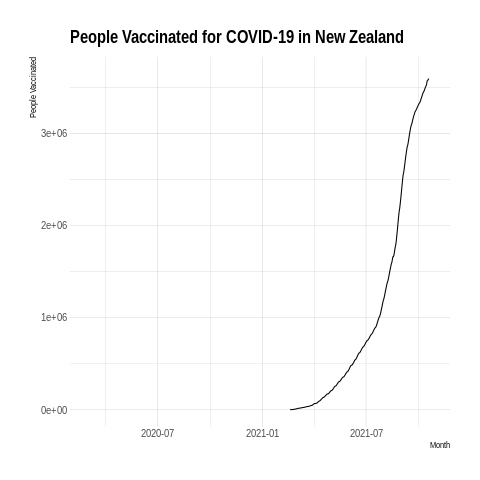 People Vaccinated for COVID-19 in New Zealand
People Vaccinated
3e+06
2e+06
1e+06
0e+00
2020-07 2021-01 2021-07
Month